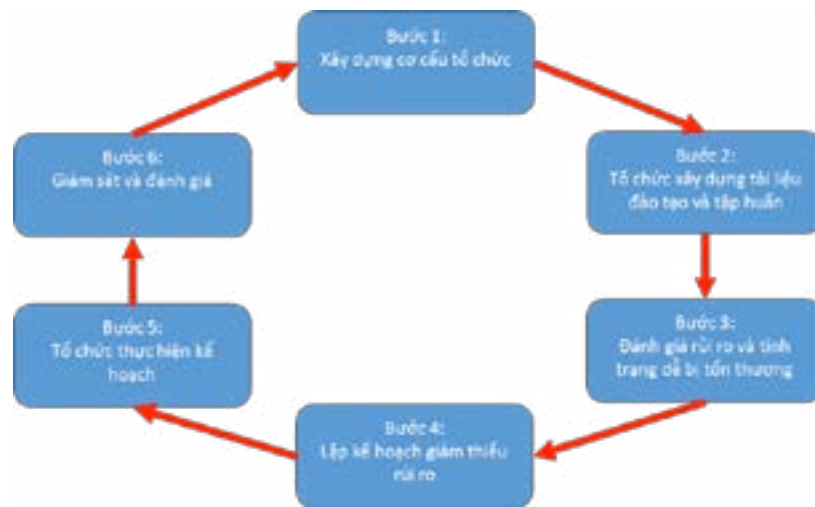 Bước 1:
Xây dựng cơ cấu tổ chức
Bước 2:
Tổ chức xây dựng tài liệu
đào tạo và tập huấn
Bước 3:
Đánh giá rủi ro và tình
trạng dễ bị tổn thương
Bước 4:
Lập kế hoạch giảm thiểu
rủi ro
Bước 5:
Tổ chức thực hiện kế
hoạch
Bước 6:
Giám sát và đánh giá